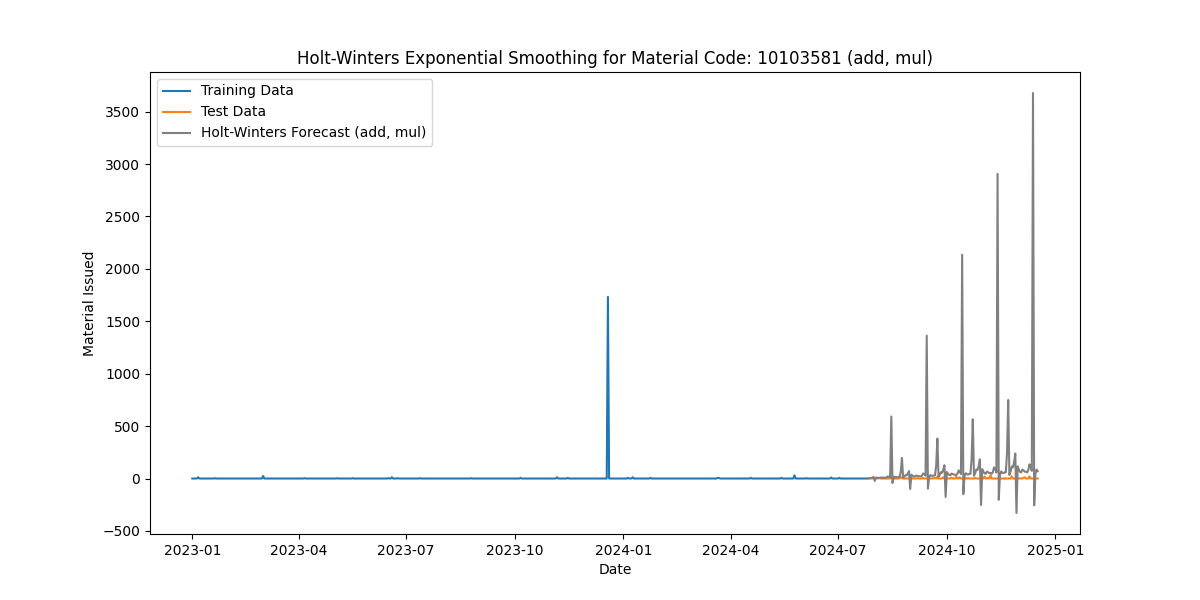 Holt-Winters Exponential Smoothing for Material Code: 10103581 (add, mul)
Training Data
Test Data
Holt-Winters Forecast (add, mul)
Material Issued
3500
3000
2500
2000
1500
1000
500
0
−500
2023-01 2023-04 2023-07 2023-10 2024-01 2024-04 2024-07 2024-10 2025-01
Date